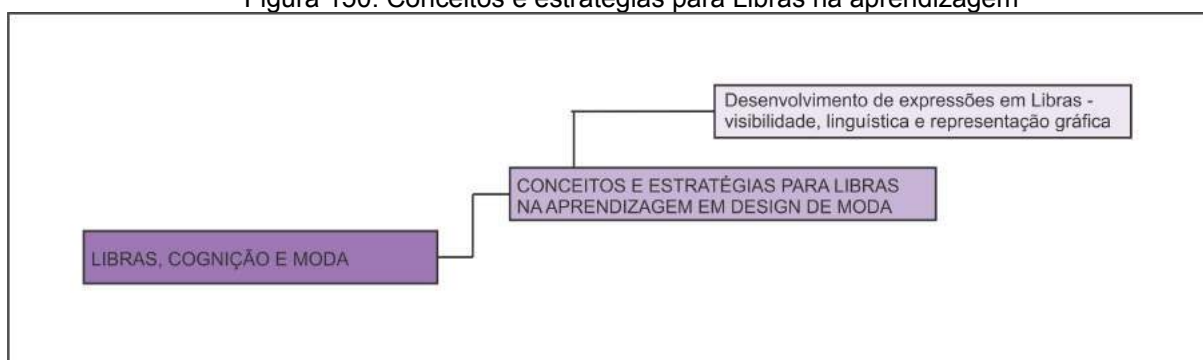 Figura 150: Conceitos e estratégias para Libras na aprendizagem
Desenvolvimento de expressões em Libras -
visibilidade, linguística e representação gráfica
CONCEITOS E ESTRATÉGIAS PARA LIBRAS
NA APRENDIZAGEM EM DESIGN DE MODA
LIBRAS, COGNIÇÃO E MODA